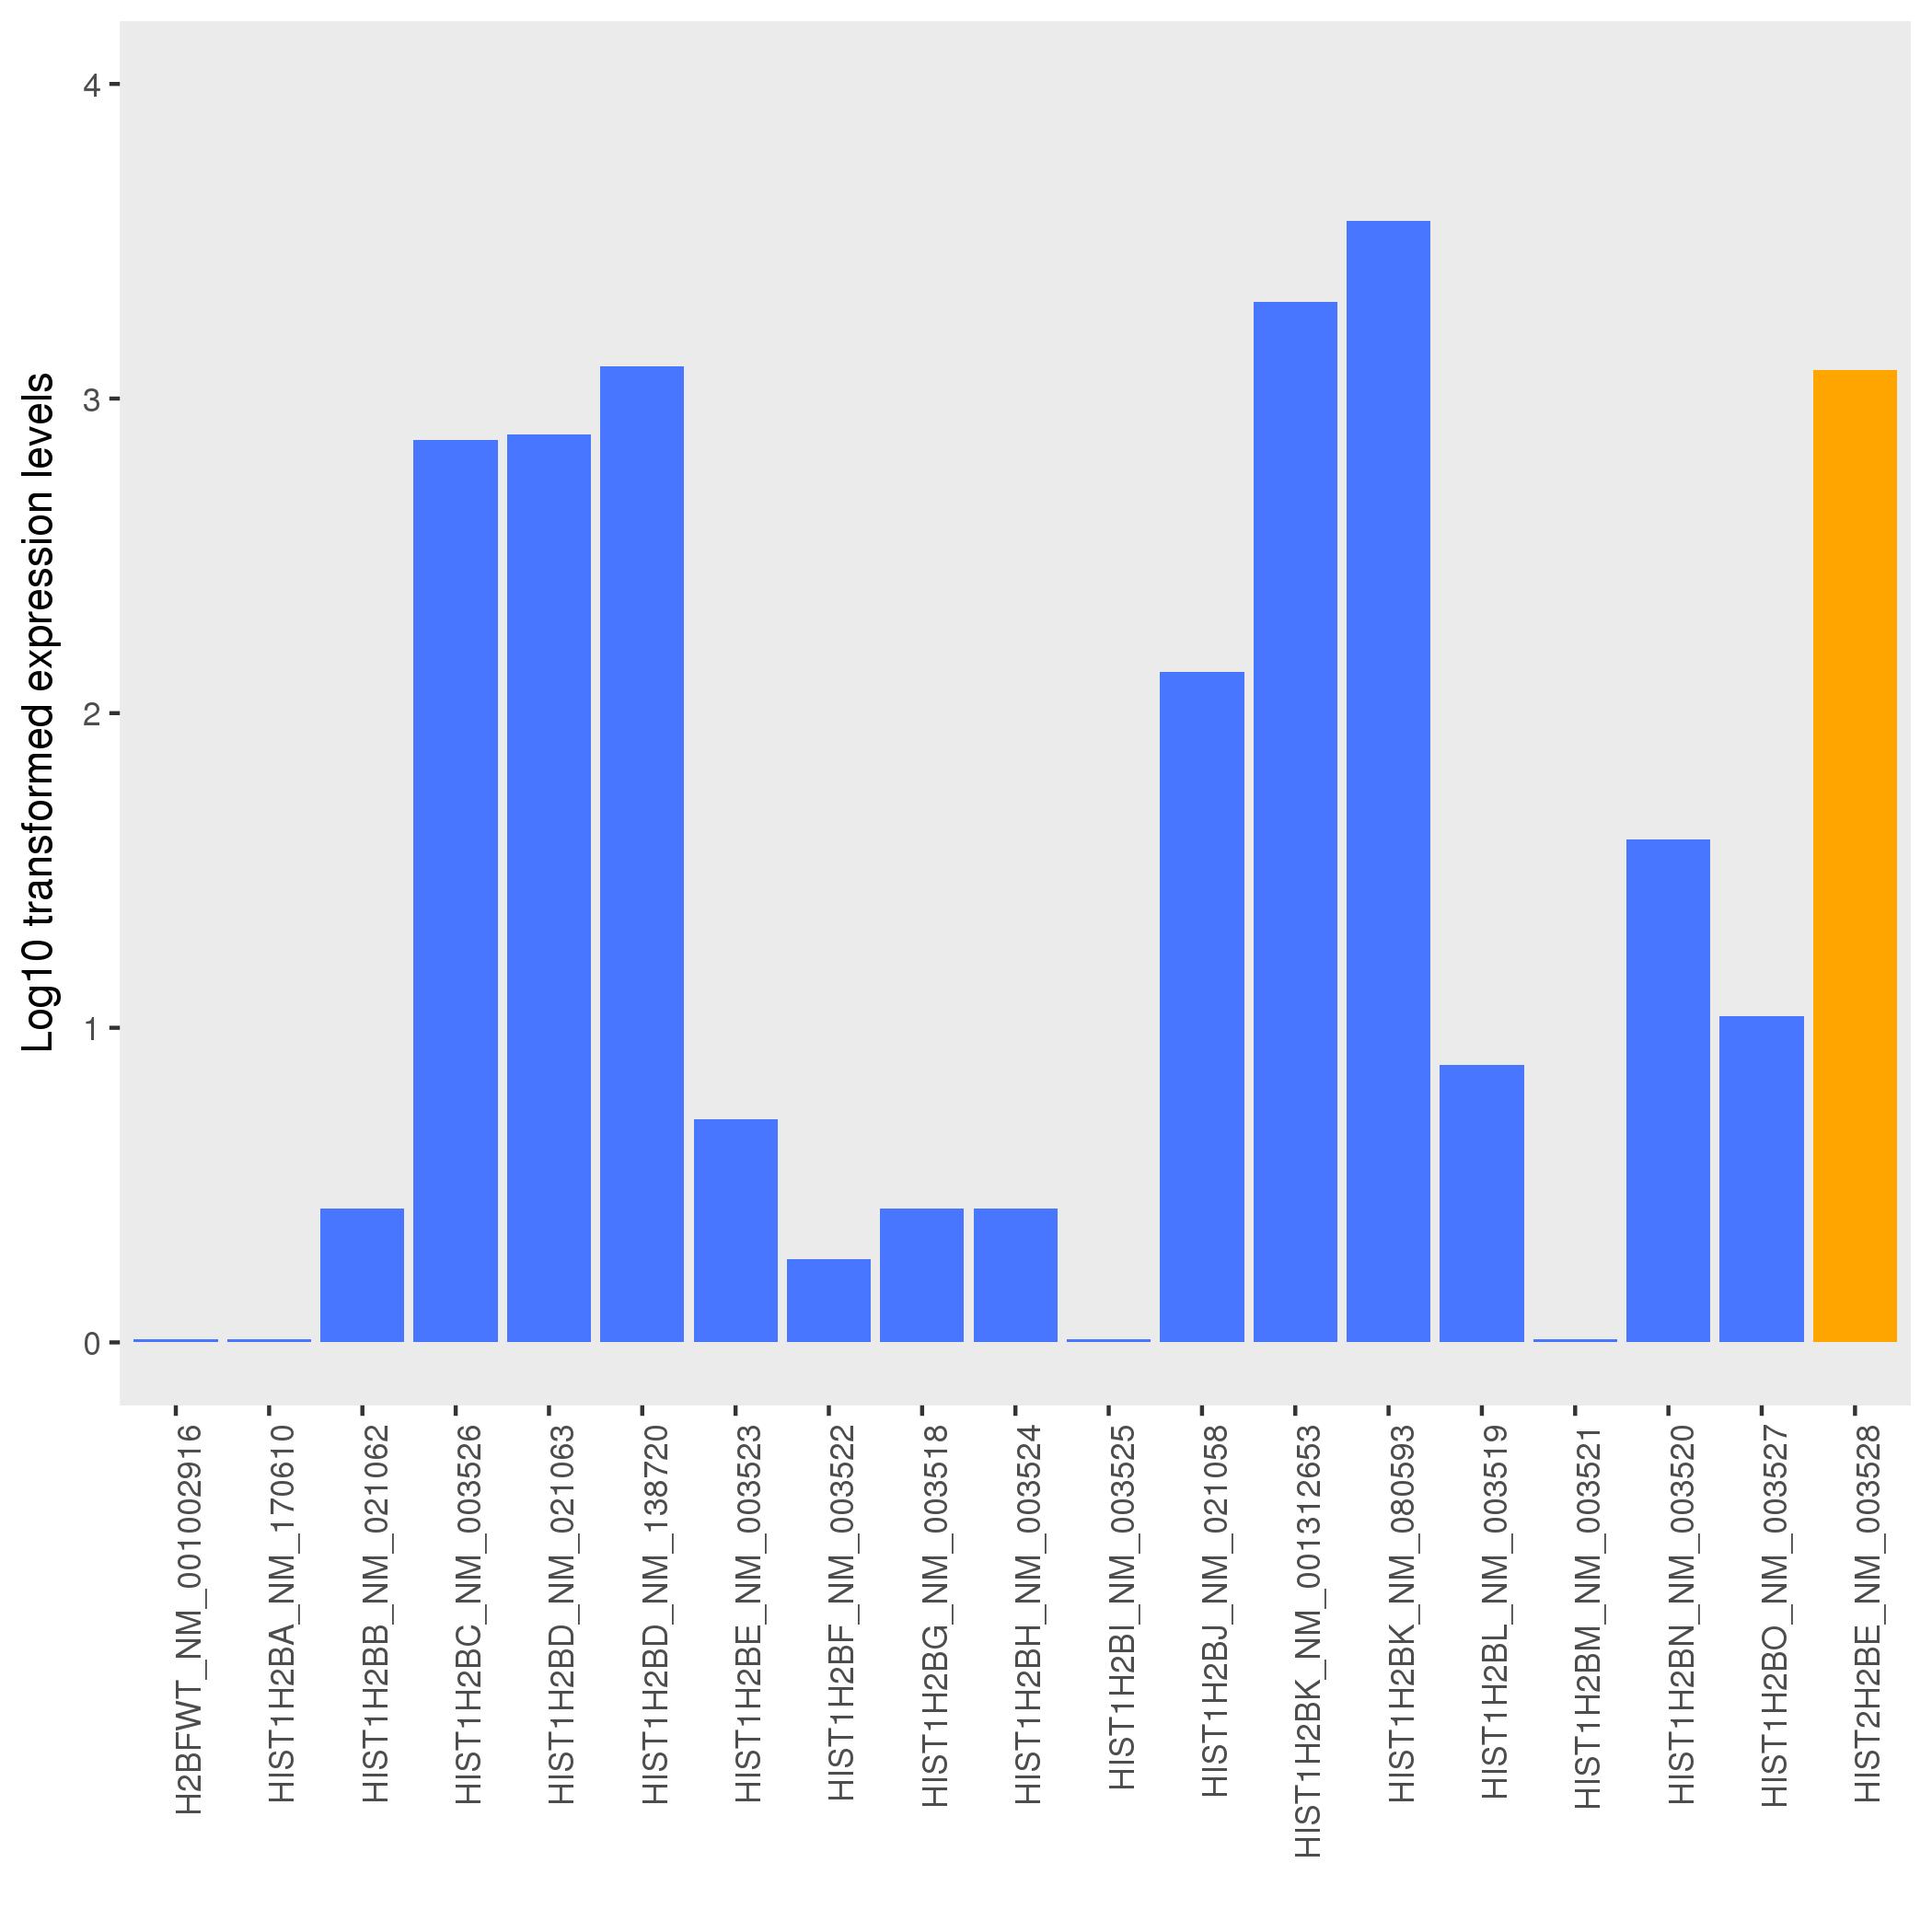 Log10 transformed expression levels
4
3
2
1
0
H2BFWT_NM_001002916
HIST1H2BA_NM_170610
HIST1H2BB_NM_021062
HIST1H2BC_NM_003526
HIST1H2BD_NM_021063
HIST1H2BD_NM_138720
HIST1H2BE_NM_003523
HIST1H2BF_NM_003522
HIST1H2BG_NM_003518
HIST1H2BH_NM_003524
HIST1H2BI_NM_003525
HIST1H2BJ_NM_021058
HIST1H2BK_NM_001312653
HIST1H2BK_NM_080593
HIST1H2BL_NM_003519
HIST1H2BM_NM_003521
HIST1H2BN_NM_003520
HIST1H2BO_NM_003527
HIST2H2BE_NM_003528